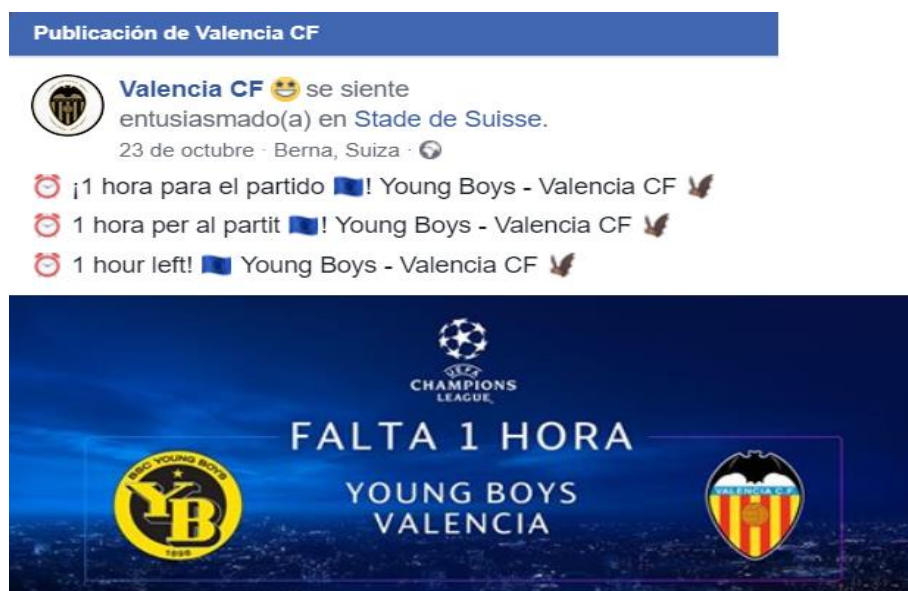 Publicación de Valencia CF
Valencia CF 😬 se siente
entusiasmado(a) en Stade de Suisse.
23 de octubre · Berna, Suiza ·
⏰ ¡1 hora para el partido 🇪🇺! Young Boys - Valencia CF 🦇
⏰ 1 hora per al partit 🇪🇺! Young Boys - Valencia CF 🦇
⏰ 1 hour left! 🇪🇺 Young Boys - Valencia CF 🦇
UEFA
CHAMPIONS
LEAGUE
FALTA 1 HORA
BSC YOUNG BOYS
YB
1898
YOUNG BOYS
VALENCIA
VALENCIA C.F.